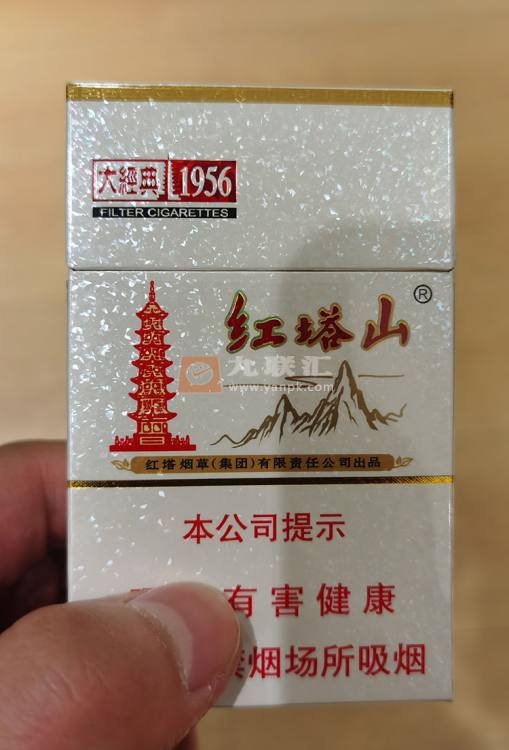 大經典 1956
FILTER CIGARETTES
红塔山®
九联汇
www.yanpk.com
红塔烟草(集团)有限责任公司出品
本公司提示
有害健康
烟场所吸烟